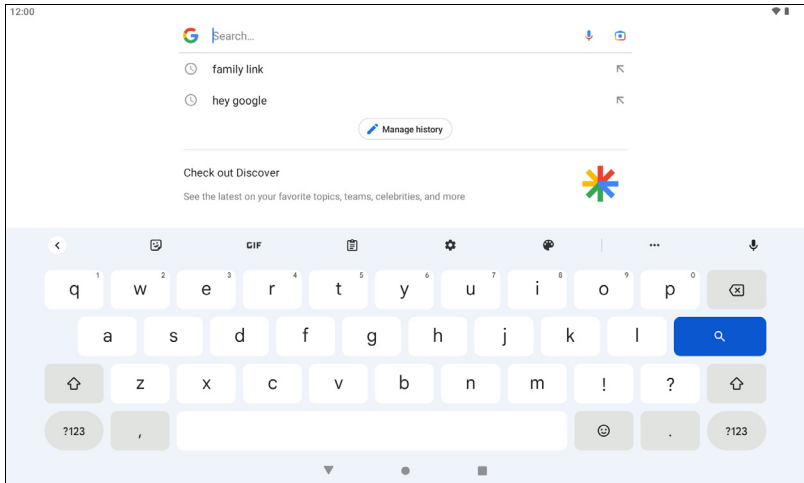 12:00
Search...
family link
hey google
Manage history
Check out Discover
See the latest on your favorite topics, teams, celebrities, and more
GIF
q 1 w 2 e 3 r 4 t 5 y 6 u 7 i 8 o 9 p 0
a s d f g h j k l
z x c v b n m ! ?
?123 , . ?123